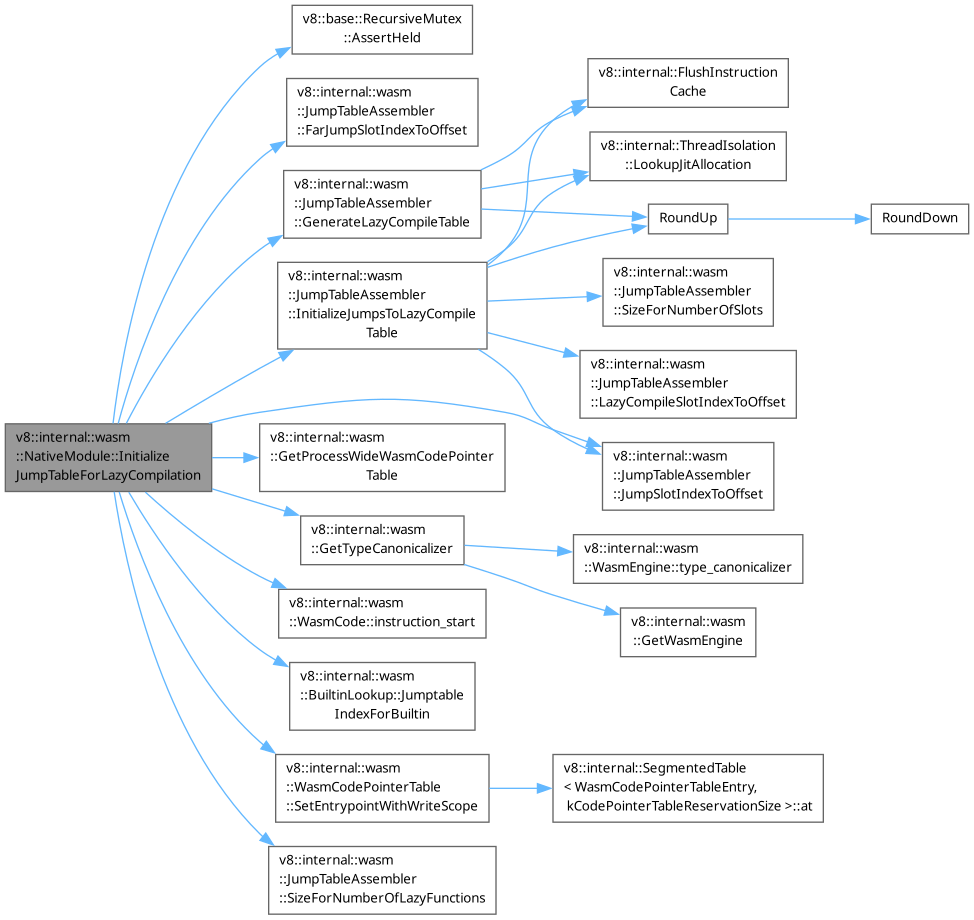 v8::base::RecursiveMutex
::AssertHeld
v8::internal::FlushInstruction
Cache
v8::internal::wasm
::JumpTableAssembler
::FarJumpSlotIndexToOffset
v8::internal::ThreadIsolation
::LookupJitAllocation
v8::internal::wasm
::JumpTableAssembler
::GenerateLazyCompileTable
RoundUp
RoundDown
v8::internal::wasm
::JumpTableAssembler
::InitializeJumpsToLazyCompile
Table
v8::internal::wasm
::JumpTableAssembler
::SizeForNumberOfSlots
v8::internal::wasm
::JumpTableAssembler
::LazyCompileSlotIndexToOffset
v8::internal::wasm
::NativeModule::Initialize
JumpTableForLazyCompilation
v8::internal::wasm
::GetProcessWideWasmCodePointer
Table
v8::internal::wasm
::JumpTableAssembler
::JumpSlotIndexToOffset
v8::internal::wasm
::GetTypeCanonicalizer
v8::internal::wasm
::WasmEngine::type_canonicalizer
v8::internal::wasm
::WasmCode::instruction_start
v8::internal::wasm
::GetWasmEngine
v8::internal::wasm
::BuiltinLookup::Jumptable
IndexForBuiltin
v8::internal::wasm
::WasmCodePointerTable
::SetEntrypointWithWriteScope
v8::internal::SegmentedTable
< WasmCodePointerTableEntry,
kCodePointerTableReservationSize >::at
v8::internal::wasm
::JumpTableAssembler
::SizeForNumberOfLazyFunctions